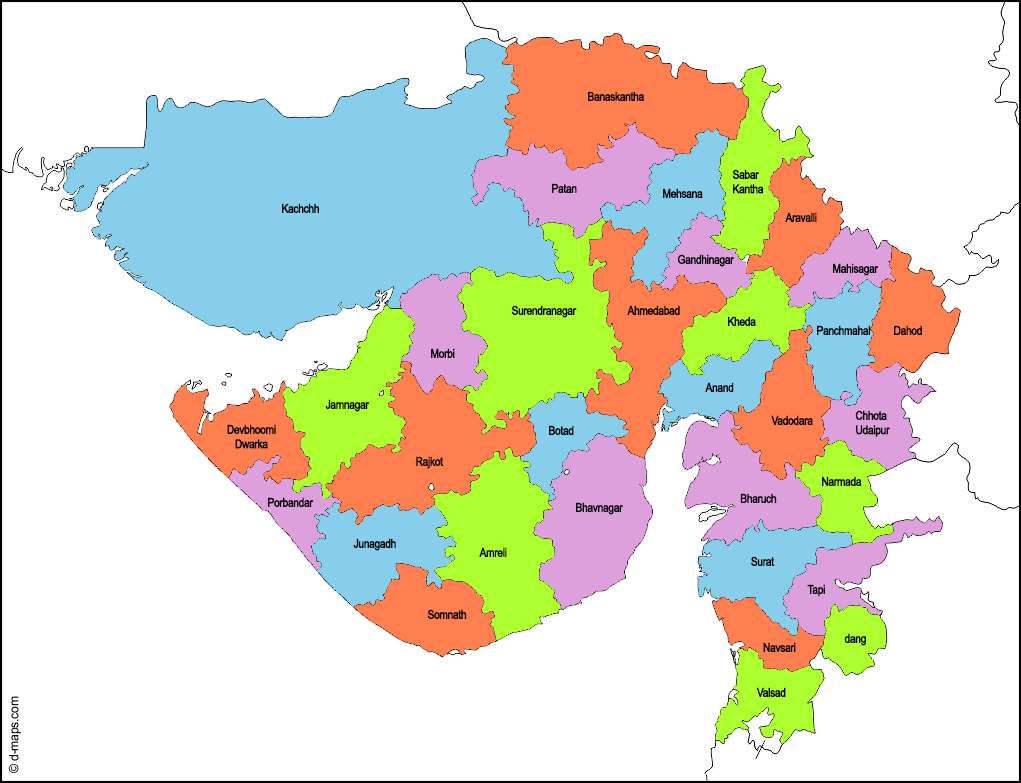 Banaskantha
Sabar
Kantha
Patan
Mehsana
Kachchh
Aravalli
Gandhinagar
Mahisagar
Surendranagar
Ahmedabad
Kheda
Panchmahal
Dahod
Morbi
Anand
Jamnagar
Vadodara
Chhota
Udaipur
Devbhoomi
Dwarka
Botad
Rajkot
Narmada
Porbandar
Bharuch
Bhavnagar
Junagadh
Amreli
Surat
Tapi
Somnath
dang
Navsari
Valsad
© d-maps.com